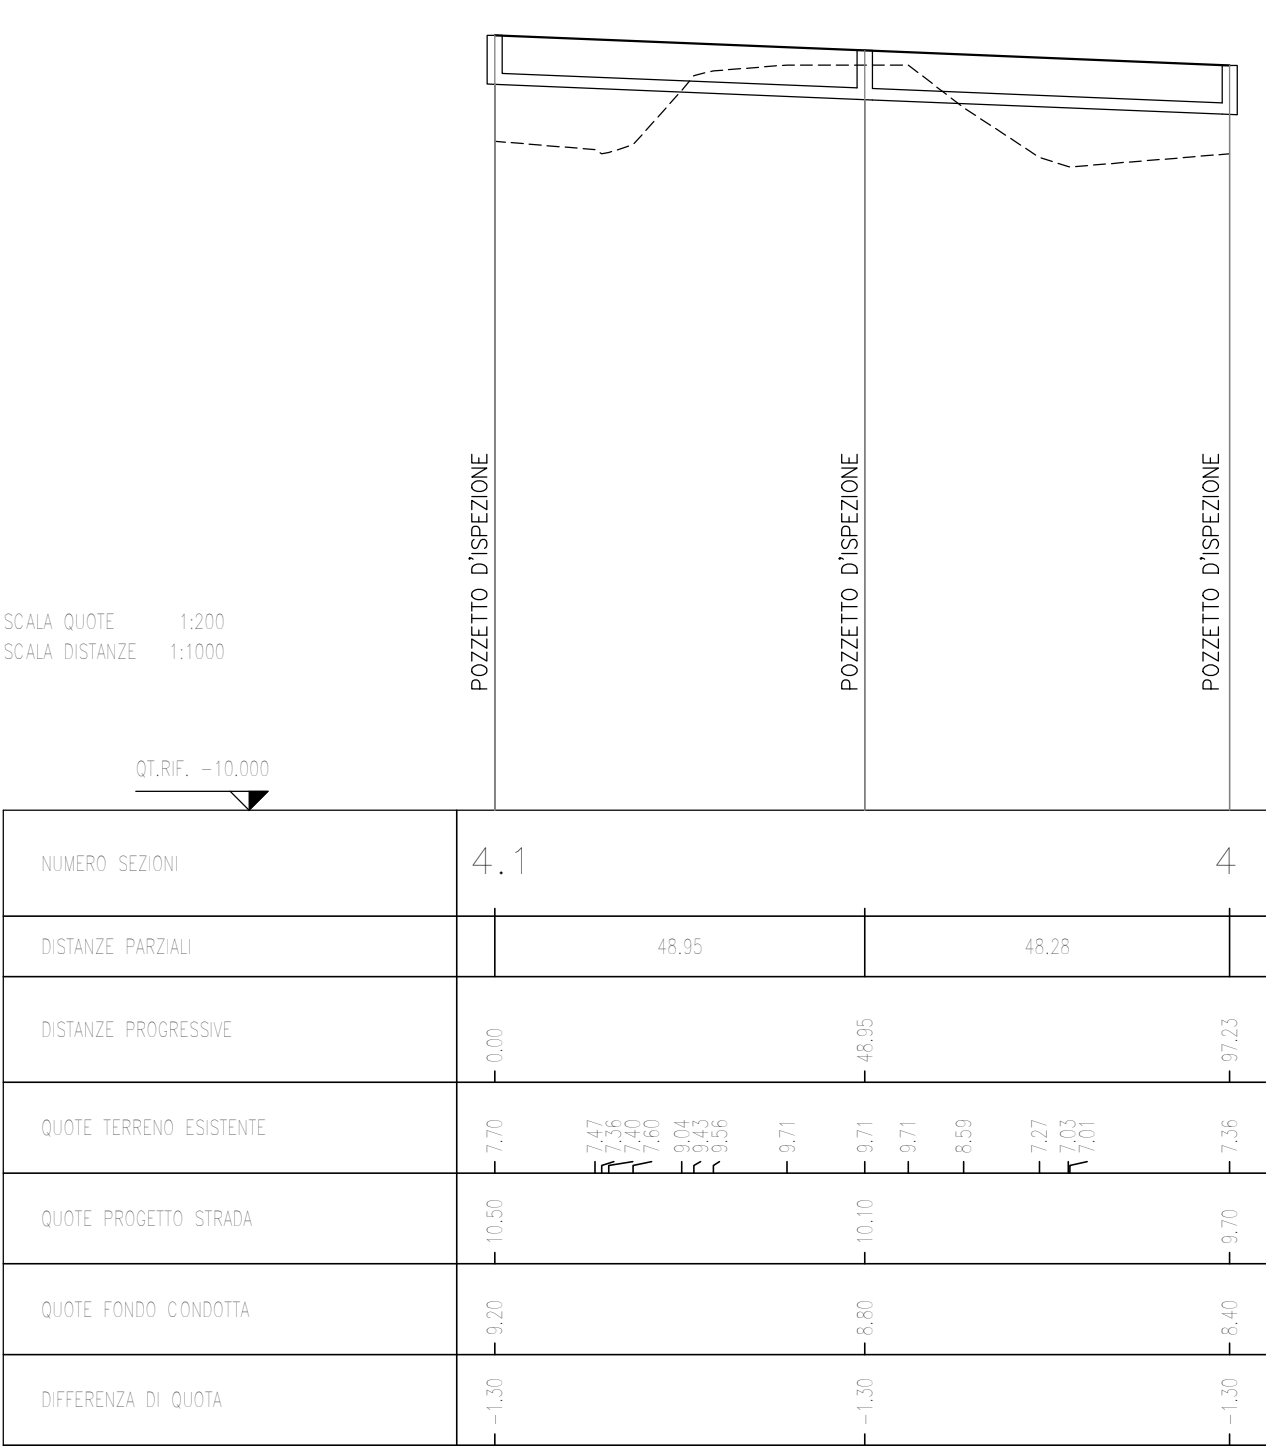 POZZETTO D'ISPEZIONE
POZZETTO D'ISPEZIONE
POZZETTO D'ISPEZIONE
SCALA QUOTE 1:200
SCALA DISTANZE 1:1000
QT.RIF. -10.000
NUMERO SEZIONI 4.1 4
DISTANZE PARZIALI 48.95 48.28
DISTANZE PROGRESSIVE 0.00 48.95 97.23
QUOTE TERRENO ESISTENTE 7.70 7.47 7.36 7.40 7.60 9.04 9.43 9.56 9.71 9.71 9.71 8.59 7.27 7.03 7.01 7.36
QUOTE PROGETTO STRADA 10.50 10.10 9.70
QUOTE FONDO CONDOTTA 9.20 8.80 8.40
DIFFERENZA DI QUOTA -1.30 -1.30 -1.30